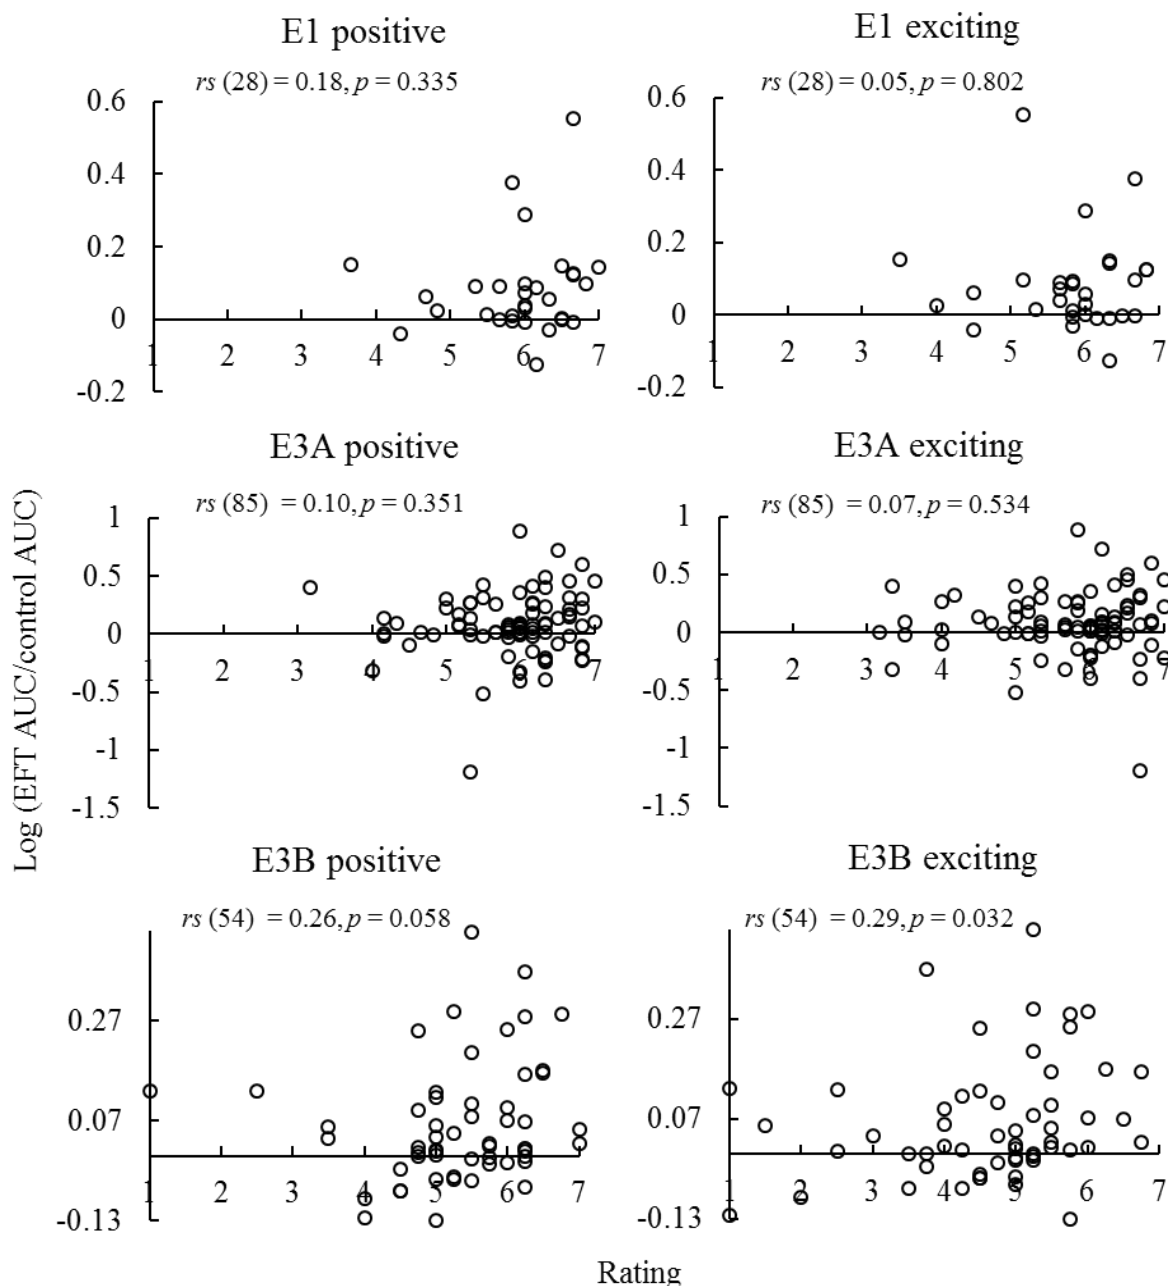 E1 positive
rs (28) = 0.18, p = 0.335
0.6
0.4
0.2
0
-0.2
1 2 3 4 5 6 7
E1 exciting
rs (28) = 0.05, p = 0.802
0.6
0.4
0.2
0
-0.2
1 2 3 4 5 6 7
Log (EFT AUC/control AUC)
E3A positive
rs (85) = 0.10, p = 0.351
1
0.5
0
-0.5
-1
-1.5
1 2 3 4 5 6 7
E3A exciting
rs (85) = 0.07, p = 0.534
1
0.5
0
-0.5
-1
-1.5
1 2 3 4 5 6 7
E3B positive
rs (54) = 0.26, p = 0.058
0.27
0.07
-0.13
1 2 3 4 5 6 7
E3B exciting
rs (54) = 0.29, p = 0.032
0.27
0.07
-0.13
1 2 3 4 5 6 7
Rating